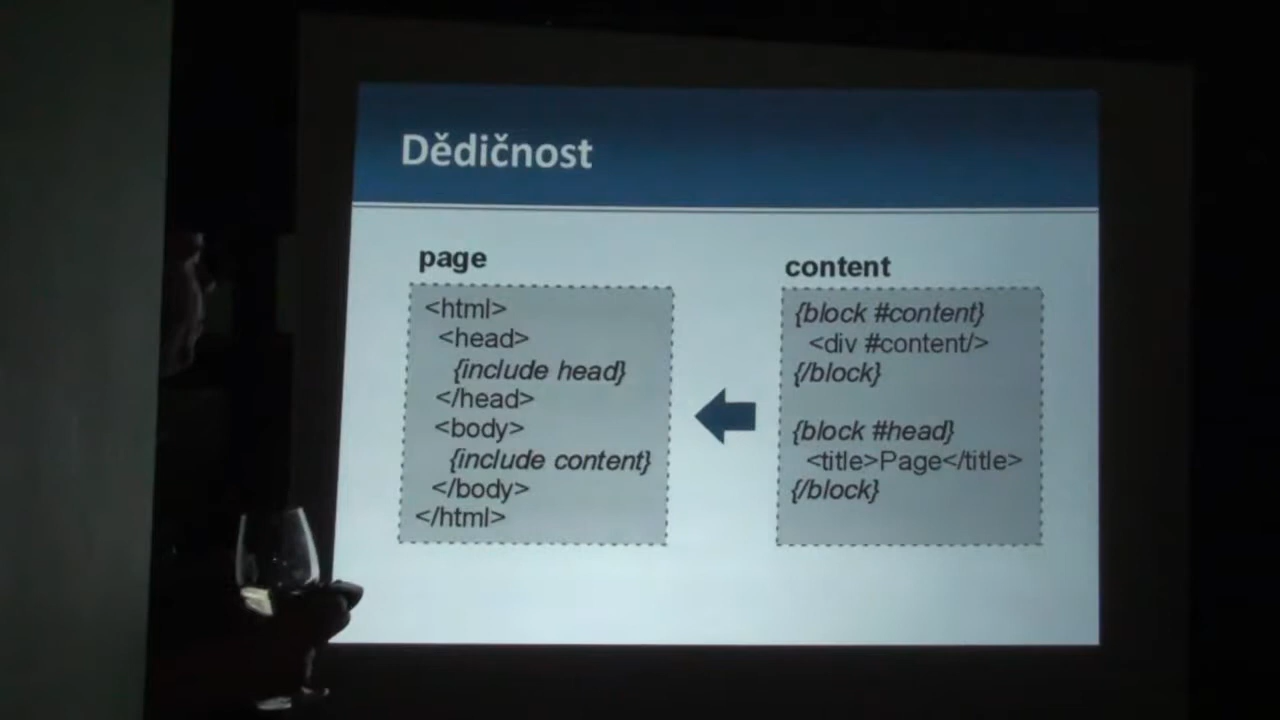 Dědičnost
page
<html>
<head>
{include head}
</head>
<body>
{include content}
</body>
</html>
content
{block #content}
<div #content/>
{/block}
{block #head}
<title>Page</title>
{/block}